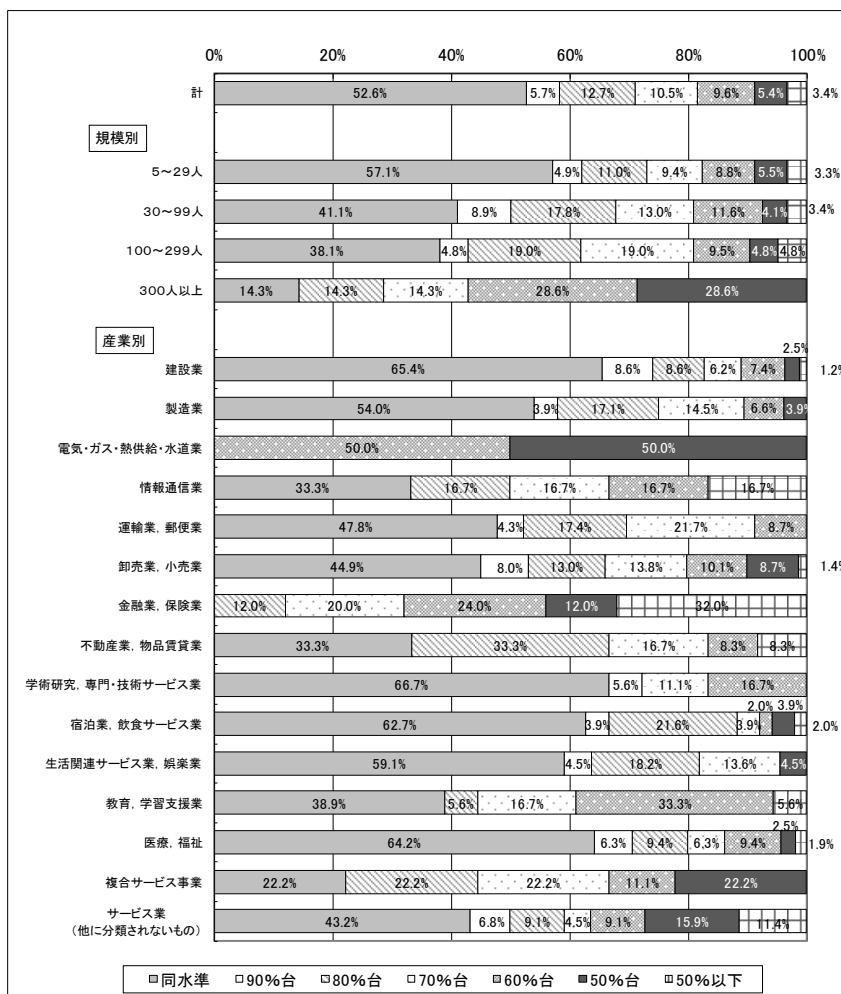 0% 20% 40% 60% 80% 100%
計 52.6% 5.7% 12.7% 10.5% 9.6% 5.4% 3.4%
規模別
5～29人 57.1% 4.9% 11.0% 9.4% 8.8% 5.5% 3.3%
30～99人 41.1% 8.9% 17.8% 13.0% 11.6% 4.1% 3.4%
100～299人 38.1% 4.8% 19.0% 19.0% 9.5% 4.8% 4.8%
300人以上 14.3% 14.3% 14.3% 28.6% 28.6%
産業別
建設業 65.4% 8.6% 8.6% 6.2% 7.4% 2.5% 1.2%
製造業 54.0% 3.9% 17.1% 14.5% 6.6% 3.9%
電気・ガス・熱供給・水道業 50.0% 50.0%
情報通信業 33.3% 16.7% 16.7% 16.7% 16.7%
運輸業，郵便業 47.8% 4.3% 17.4% 21.7% 8.7%
卸売業，小売業 44.9% 8.0% 13.0% 13.8% 10.1% 8.7% 1.4%
金融業，保険業 12.0% 20.0% 24.0% 12.0% 32.0%
不動産業，物品賃貸業 33.3% 33.3% 16.7% 8.3% 8.3%
学術研究，専門・技術サービス業 66.7% 5.6% 11.1% 16.7%
宿泊業，飲食サービス業 62.7% 3.9% 21.6% 3.9% 2.0% 3.9% 2.0%
生活関連サービス業，娯楽業 59.1% 4.5% 18.2% 13.6% 4.5%
教育，学習支援業 38.9% 5.6% 16.7% 33.3% 5.6%
医療，福祉 64.2% 6.3% 9.4% 6.3% 9.4% 2.5% 1.9%
複合サービス事業 22.2% 22.2% 22.2% 11.1% 22.2%
サービス業
（他に分類されないもの） 43.2% 6.8% 9.1% 4.5% 9.1% 15.9% 11.4%
同水準 90%台 80%台 70%台 60%台 50%台 50%以下